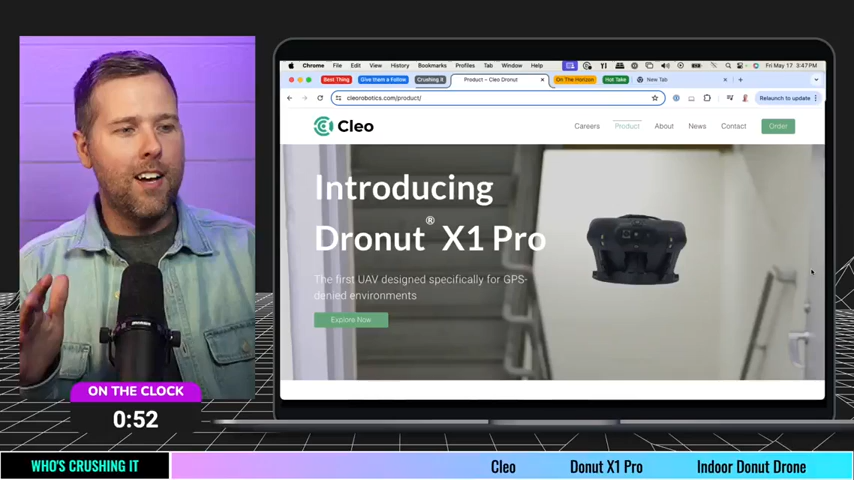 Chrome File Edit View History Bookmarks Profiles Tab Window Help
Fri May 17 3:47PM
Best Thing
Give them a Follow
Crushing It
Product – Cleo Dronut
On The Horizon
Hot Take
New Tab
cleorobotics.com/product/
Relaunch to update
Cleo
Careers Product About News Contact Order
Introducing
Dronut® X1 Pro
The first UAV designed specifically for GPS-
denied environments
Explore Now
ON THE CLOCK
0:52
WHO'S CRUSHING IT
Cleo Donut X1 Pro Indoor Donut Drone